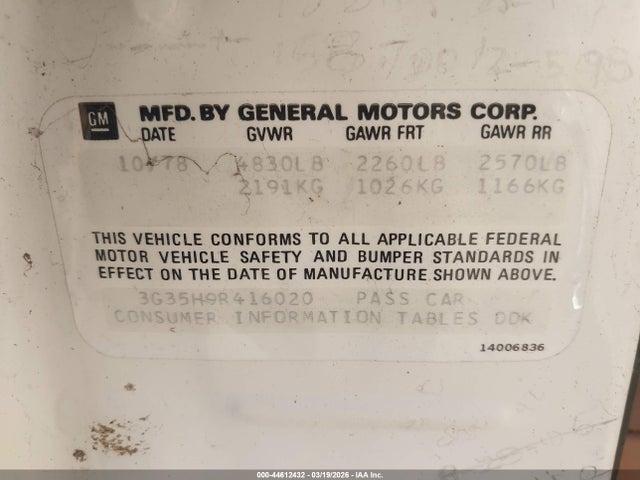 GM MFD. BY GENERAL MOTORS CORP.
DATE GVWR GAWR FRT GAWR RR
10/78 4830LB 2260LB 2570LB
2191KG 1026KG 1166KG
THIS VEHICLE CONFORMS TO ALL APPLICABLE FEDERAL
MOTOR VEHICLE SAFETY AND BUMPER STANDARDS IN
EFFECT ON THE DATE OF MANUFACTURE SHOWN ABOVE.
3G35H9R416020 PASS CAR
CONSUMER INFORMATION TABLES DDK
14006836
000-44612432 - 03/19/2026 - IAA Inc.